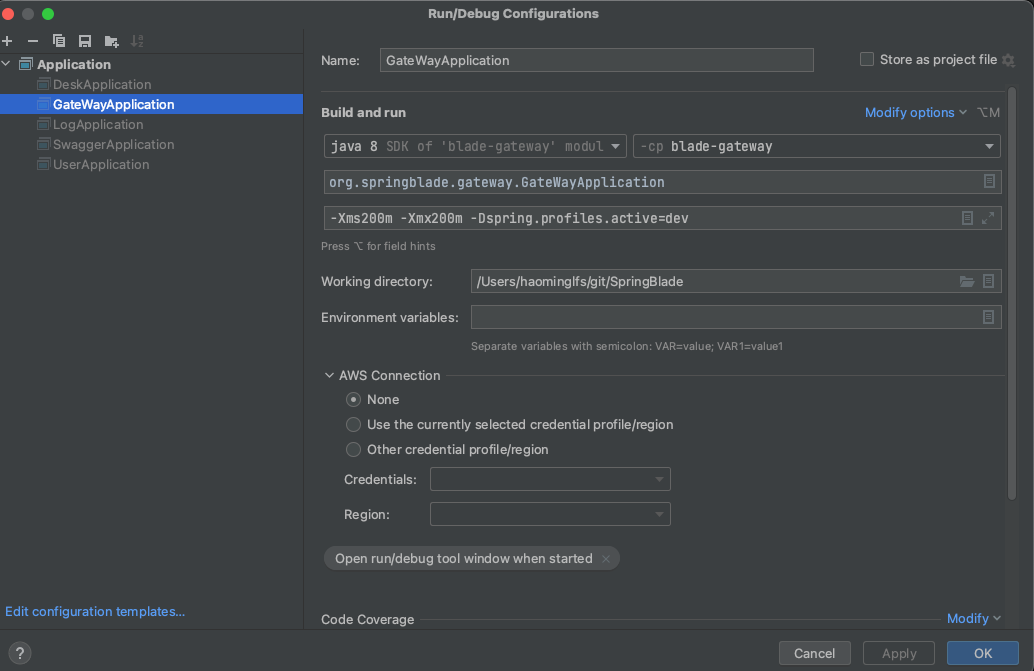 Run/Debug Configurations
Application
DeskApplication
GateWayApplication
LogApplication
SwaggerApplication
UserApplication
Edit configuration templates...
Name: GateWayApplication Store as project file
Build and run Modify options ⌥M
java 8 SDK of 'blade-gateway' modul -cp blade-gateway
org.springblade.gateway.GateWayApplication
-Xms200m -Xmx200m -Dspring.profiles.active=dev
Press ⌥ for field hints
Working directory: /Users/haominglfs/git/SpringBlade
Environment variables:
Separate variables with semicolon: VAR=value; VAR1=value1
AWS Connection
None
Use the currently selected credential profile/region
Other credential profile/region
Credentials:
Region:
Open run/debug tool window when started ×
Code Coverage Modify
? Cancel Apply OK